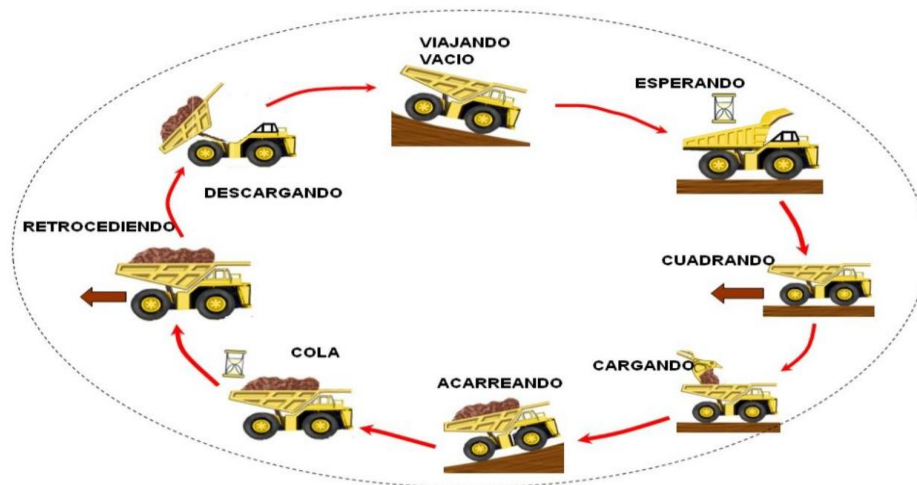 VIAJANDO
VACIO
ESPERANDO
DESCARGANDO
RETROCEDIENDO
CUADRANDO
COLA
CARGANDO
ACARREANDO